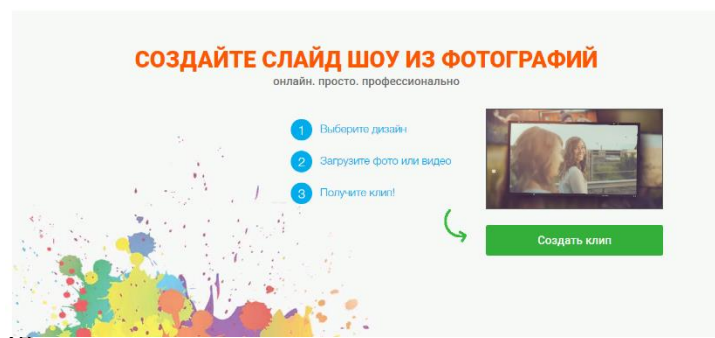 СОЗДАЙТЕ СЛАЙД ШОУ ИЗ ФОТОГРАФИЙ
онлайн. просто. профессионально
1 Выберите дизайн
2 Загрузите фото или видео
3 Получите клип!
Создать клип